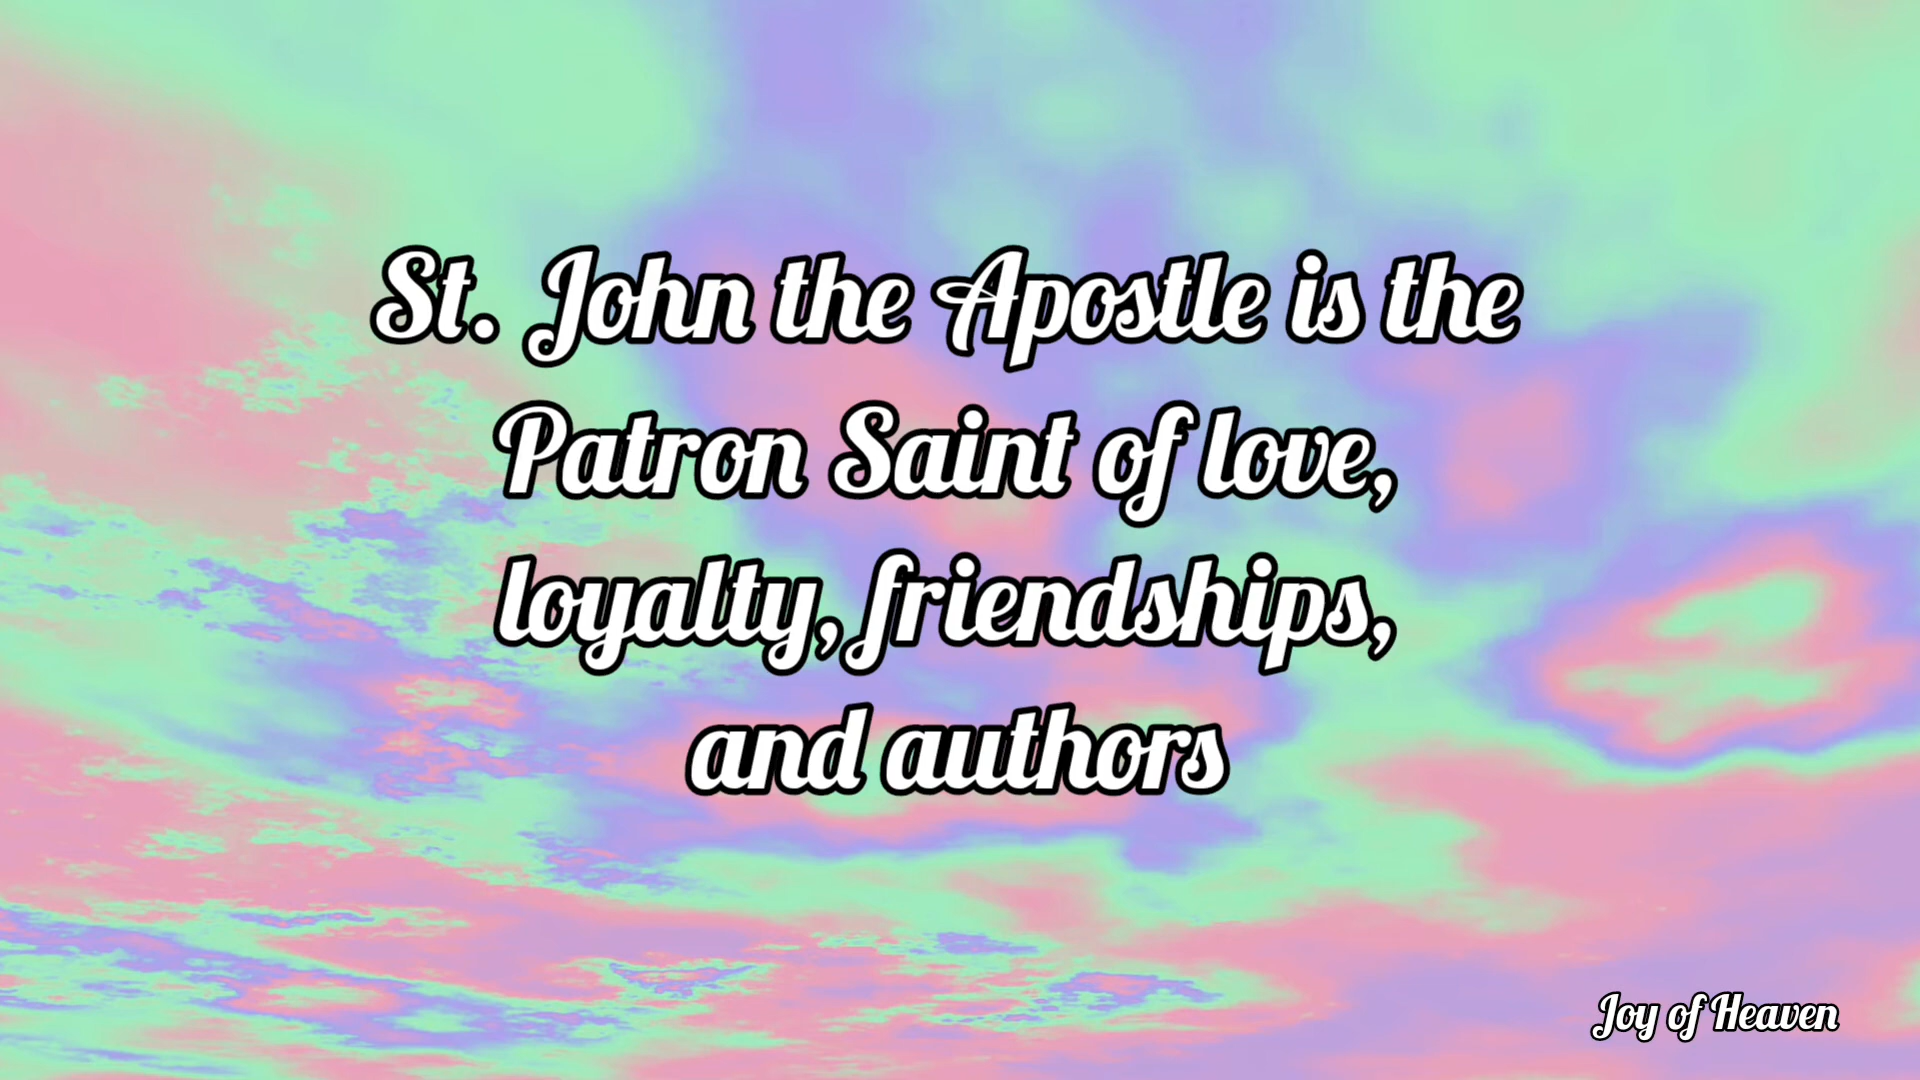 St. John the Apostle is the
Patron Saint of love,
loyalty, friendships,
and authors
Joy of Heaven